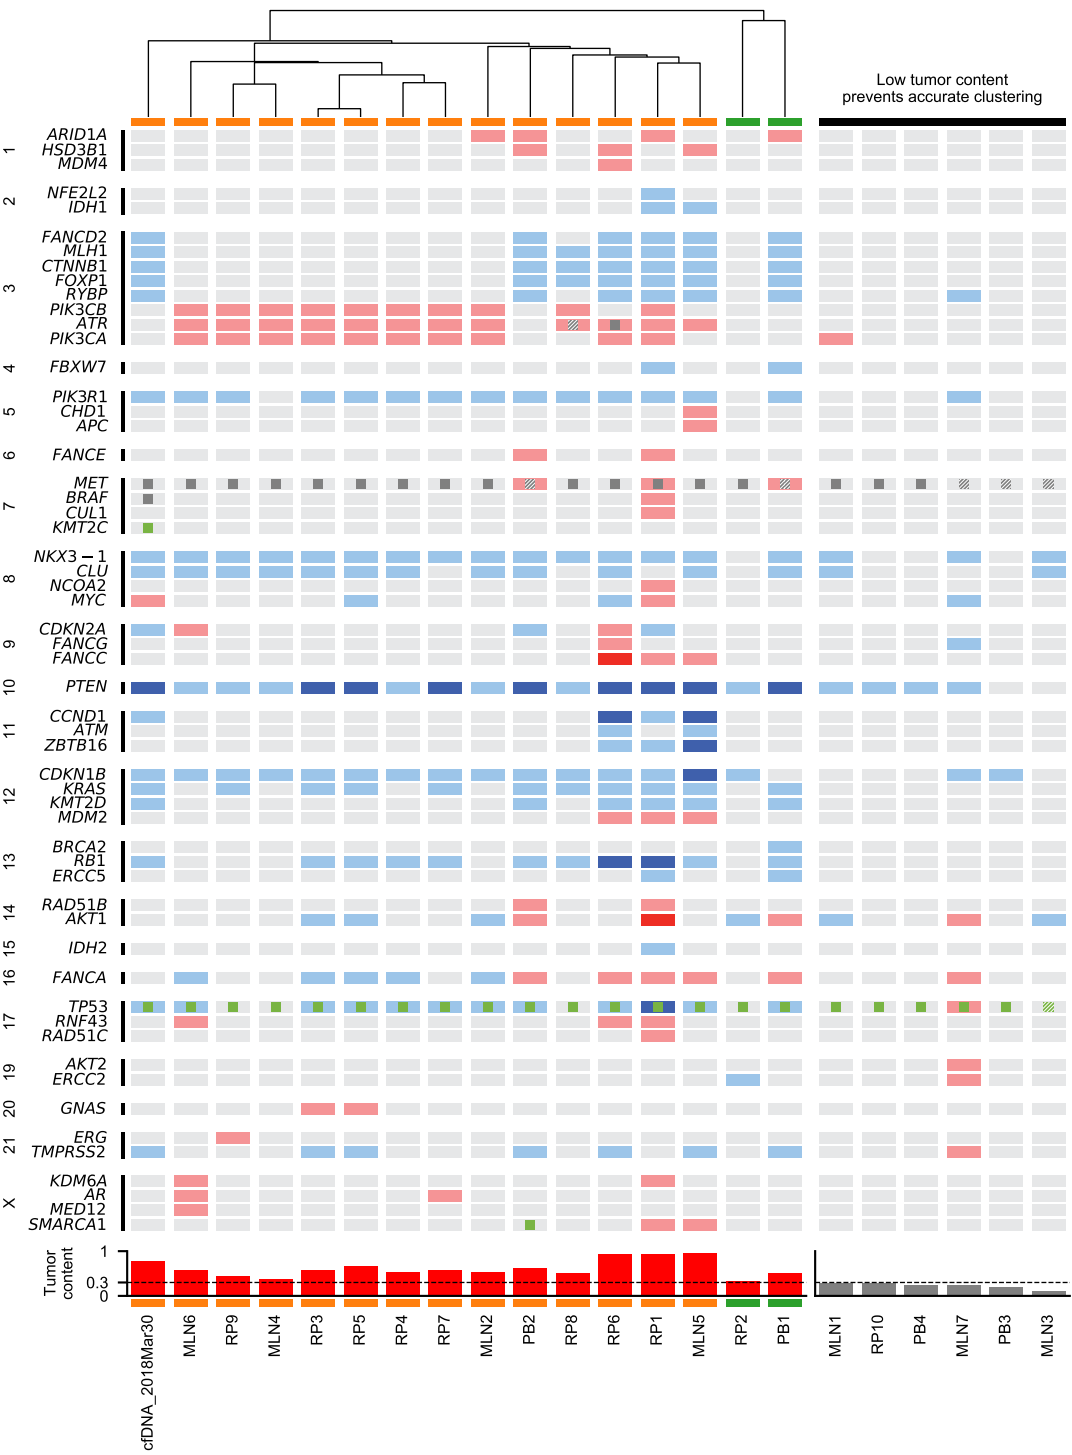 Low tumor content
prevents accurate clustering
1
ARID1A
HSD3B1
MDM4
2
NFE2L2
IDH1
3
FANCD2
MLH1
CTNNB1
FOXP1
RYBP
PIK3CB
ATR
PIK3CA
4
FBXW7
5
PIK3R1
CHD1
APC
6
FANCE
7
MET
BRAF
CUL1
KMT2C
8
NKX3 − 1
CLU
NCOA2
MYC
9
CDKN2A
FANCG
FANCC
10
PTEN
11
CCND1
ATM
ZBTB16
12
CDKN1B
KRAS
KMT2D
MDM2
13
BRCA2
RB1
ERCC5
14
RAD51B
AKT1
15
IDH2
16
FANCA
17
TP53
RNF43
RAD51C
19
AKT2
ERCC2
20
GNAS
21
ERG
TMPRSS2
X
KDM6A
AR
MED12
SMARCA1
Tumor
content
1
0.3
0
cfDNA_2018Mar30
MLN6
RP9
MLN4
RP3
RP5
RP4
RP7
MLN2
PB2
RP8
RP6
RP1
MLN5
RP2
PB1
MLN1
RP10
PB4
MLN7
PB3
MLN3